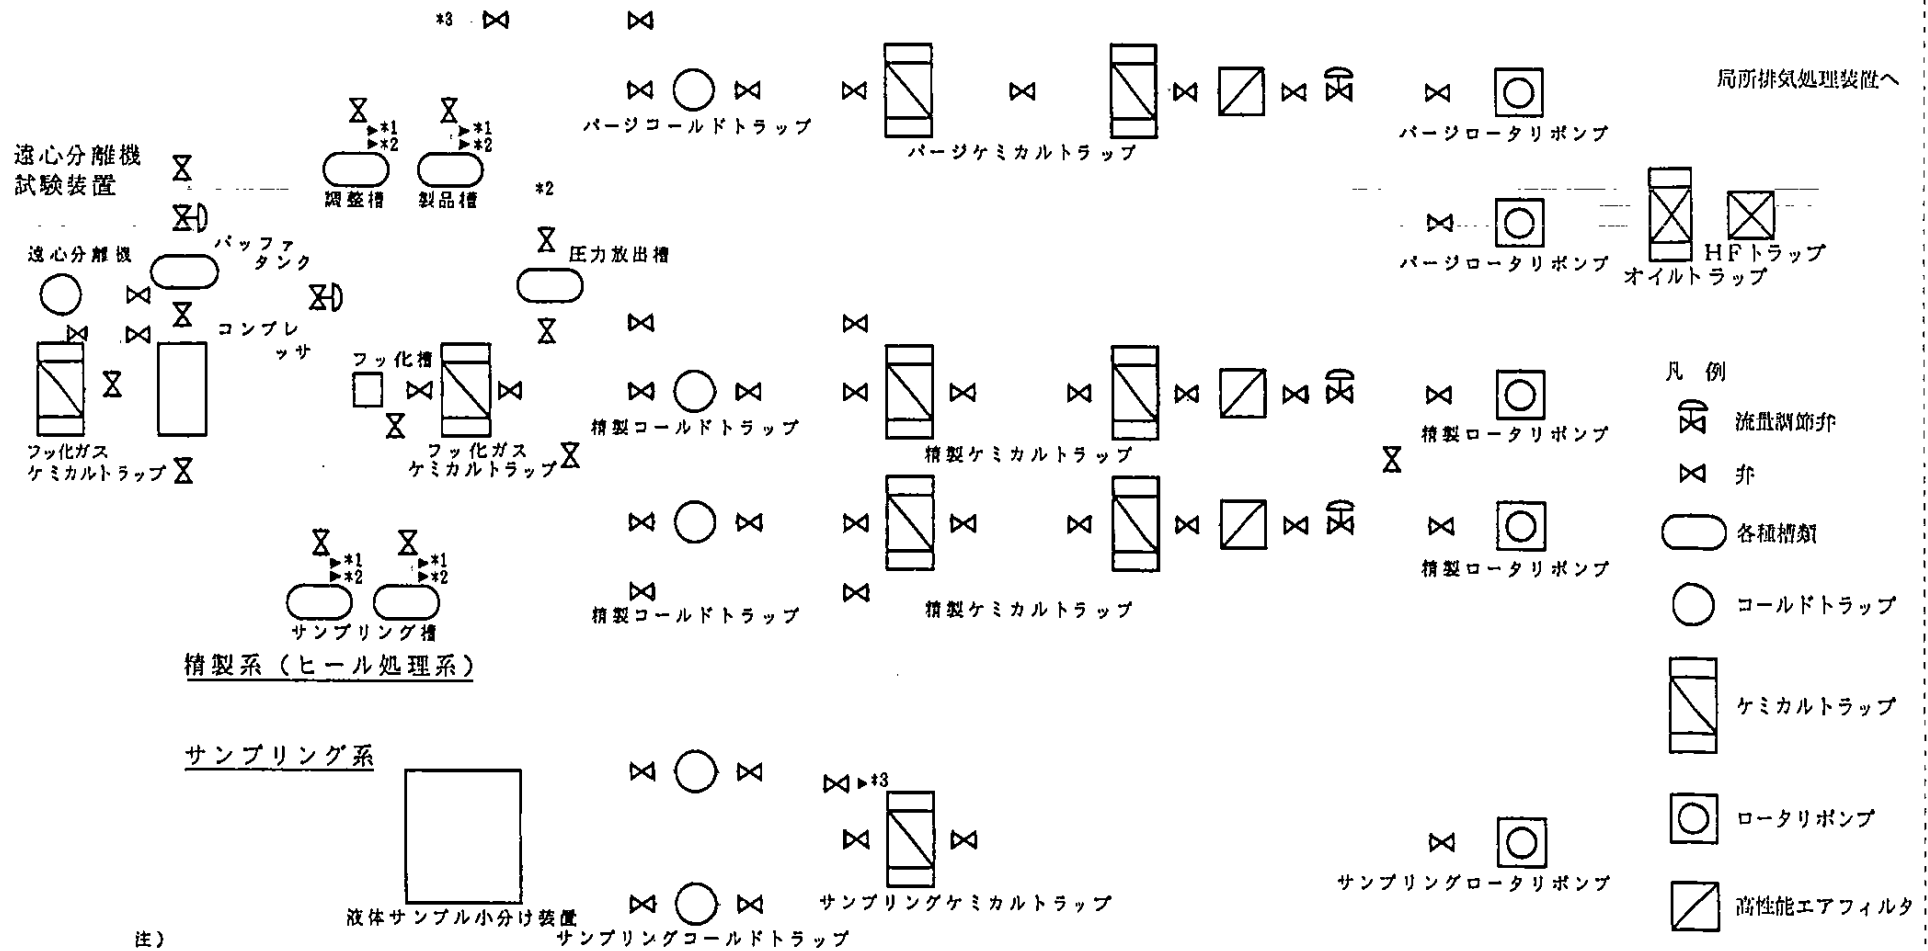 *3
局所排気処理装置へ
パージコールドトラップ
パージケミカルトラップ
パージロータリポンプ
遠心分離機
試験装置
*1
*2
*1
*2
調整槽
製品槽
*2
パージロータリポンプ
HFトラップ
オイルトラップ
遠心分離機
バッファ
タンク
圧力放出槽
コンプレ
ッサ
フッ化槽
フッ化ガス
ケミカルトラップ
フッ化ガス
ケミカルトラップ
精製コールドトラップ
精製ケミカルトラップ
精製ロータリポンプ
*1
*2
*1
*2
サンプリング槽
精製コールドトラップ
精製ケミカルトラップ
精製ロータリポンプ
精製系（ヒール処理系）
サンプリング系
*3
液体サンプル小分け装置
サンプリングコールドトラップ
サンプリングケミカルトラップ
サンプリングロータリポンプ
注）
凡 例
流量調節弁
弁
各種槽類
コールドトラップ
ケミカルトラップ
ロータリポンプ
高性能エアフィルタ